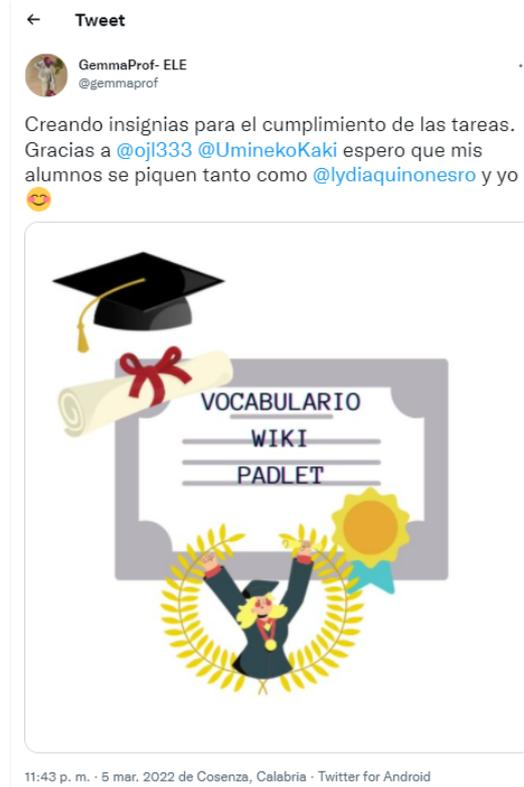 Tweet
GemmaProf- ELE
@gemmaprof
Creando insignias para el cumplimiento de las tareas.
Gracias a @ojl333 @UminekoKaki espero que mis
alumnos se piquen tanto como @lydiaquinonesro y yo
VOCABULARIO
WIKI
PADLET
11:43 p. m. · 5 mar. 2022 de Cosenza, Calabria · Twitter for Android